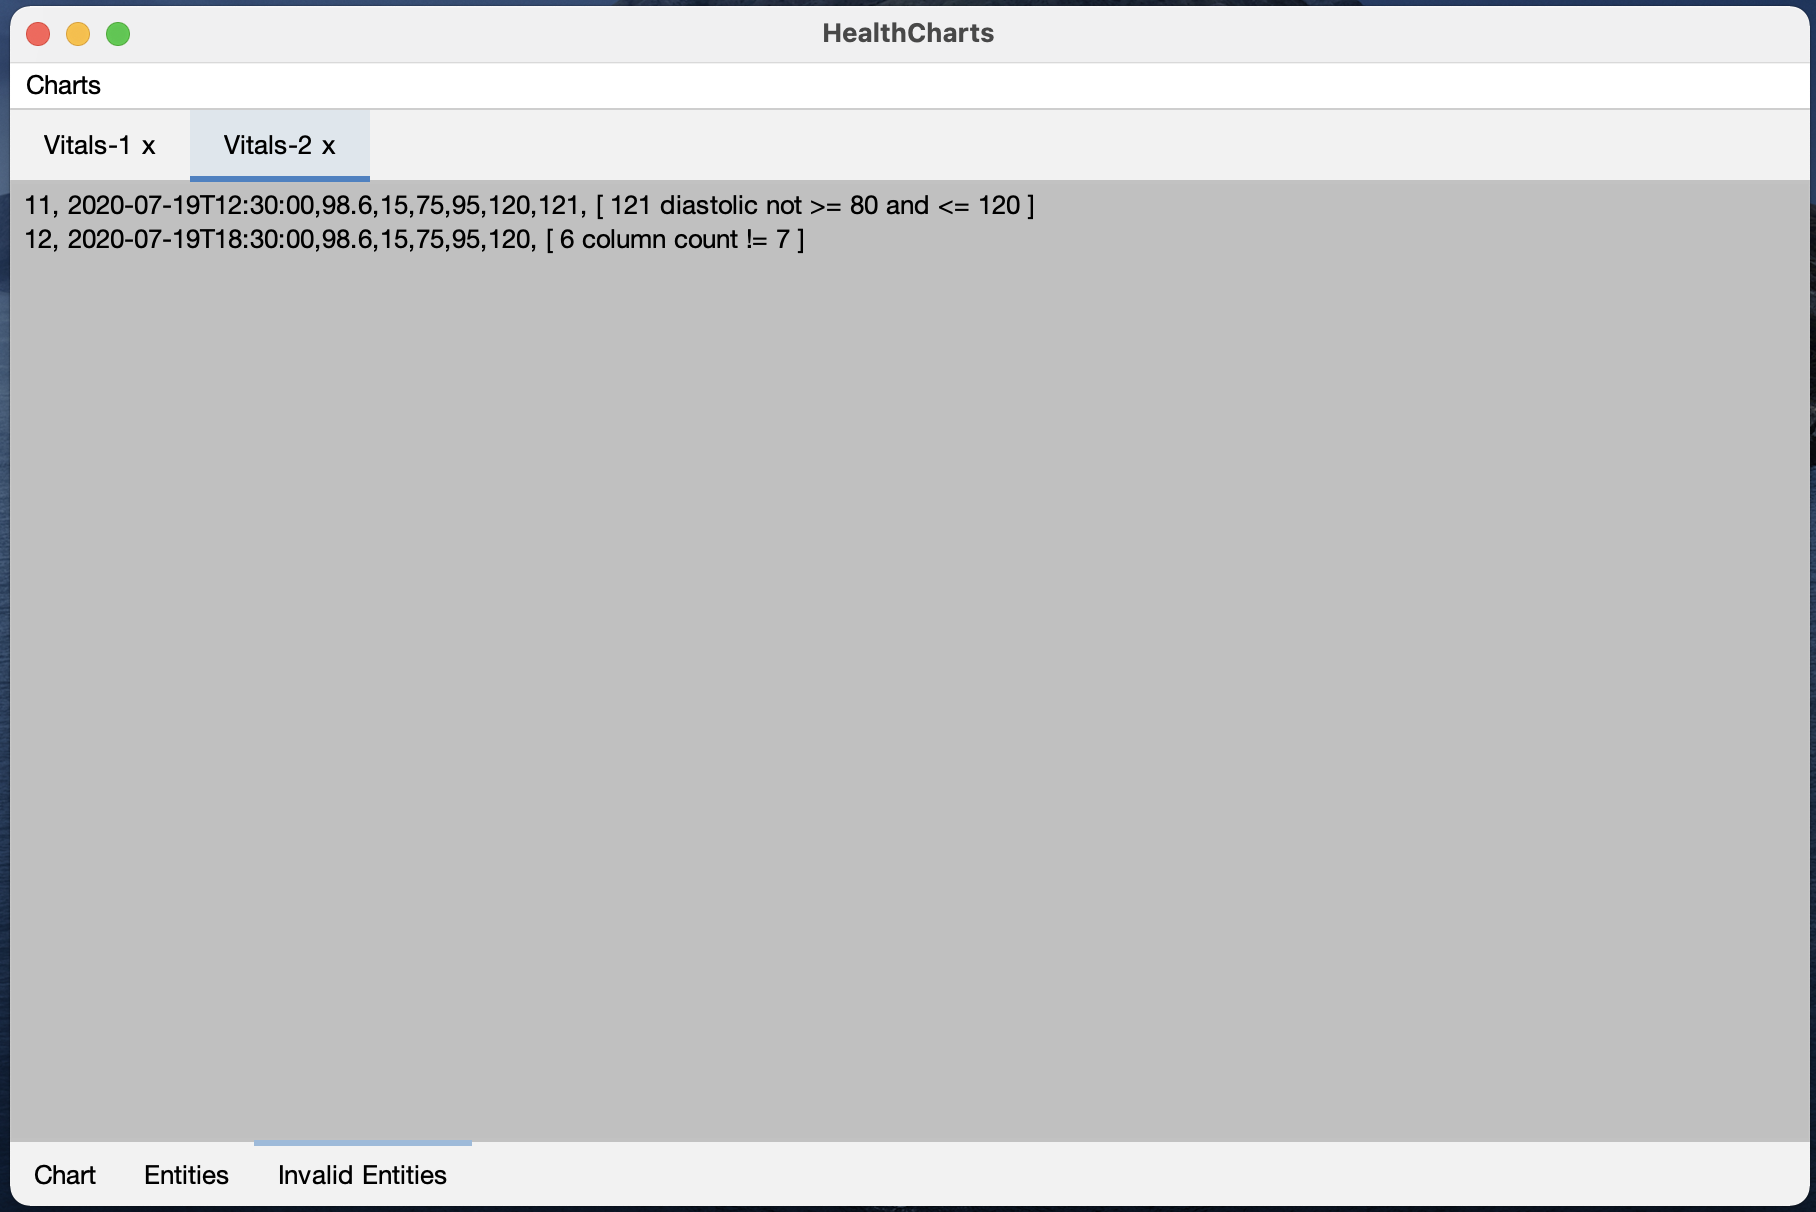 HealthCharts
Charts
Vitals-1 x Vitals-2 x
11, 2020-07-19T12:30:00,98.6,15,75,95,120,121, [ 121 diastolic not >= 80 and <= 120 ]
12, 2020-07-19T18:30:00,98.6,15,75,95,120, [ 6 column count != 7 ]
Chart Entities Invalid Entities